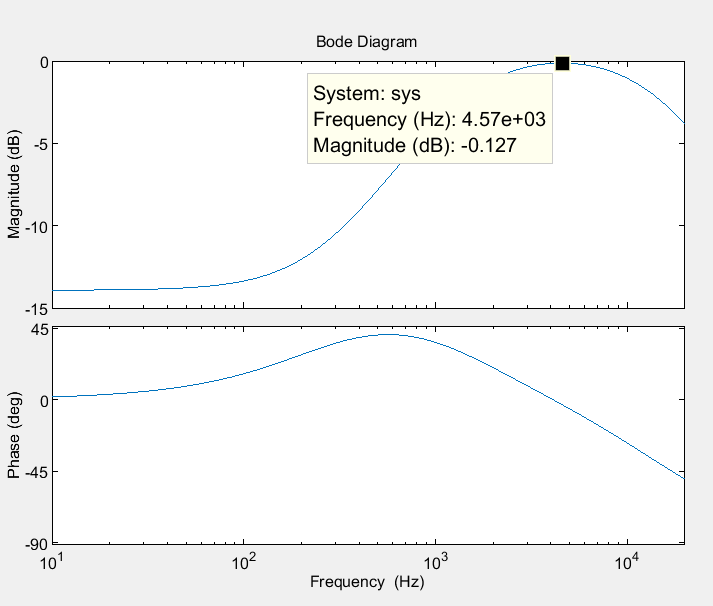 Bode Diagram
0
-5
-10
-15
Magnitude (dB)
System: sys
Frequency (Hz): 4.57e+03
Magnitude (dB): -0.127
45
0
-45
-90
Phase (deg)
10^1 10^2 10^3 10^4
Frequency (Hz)